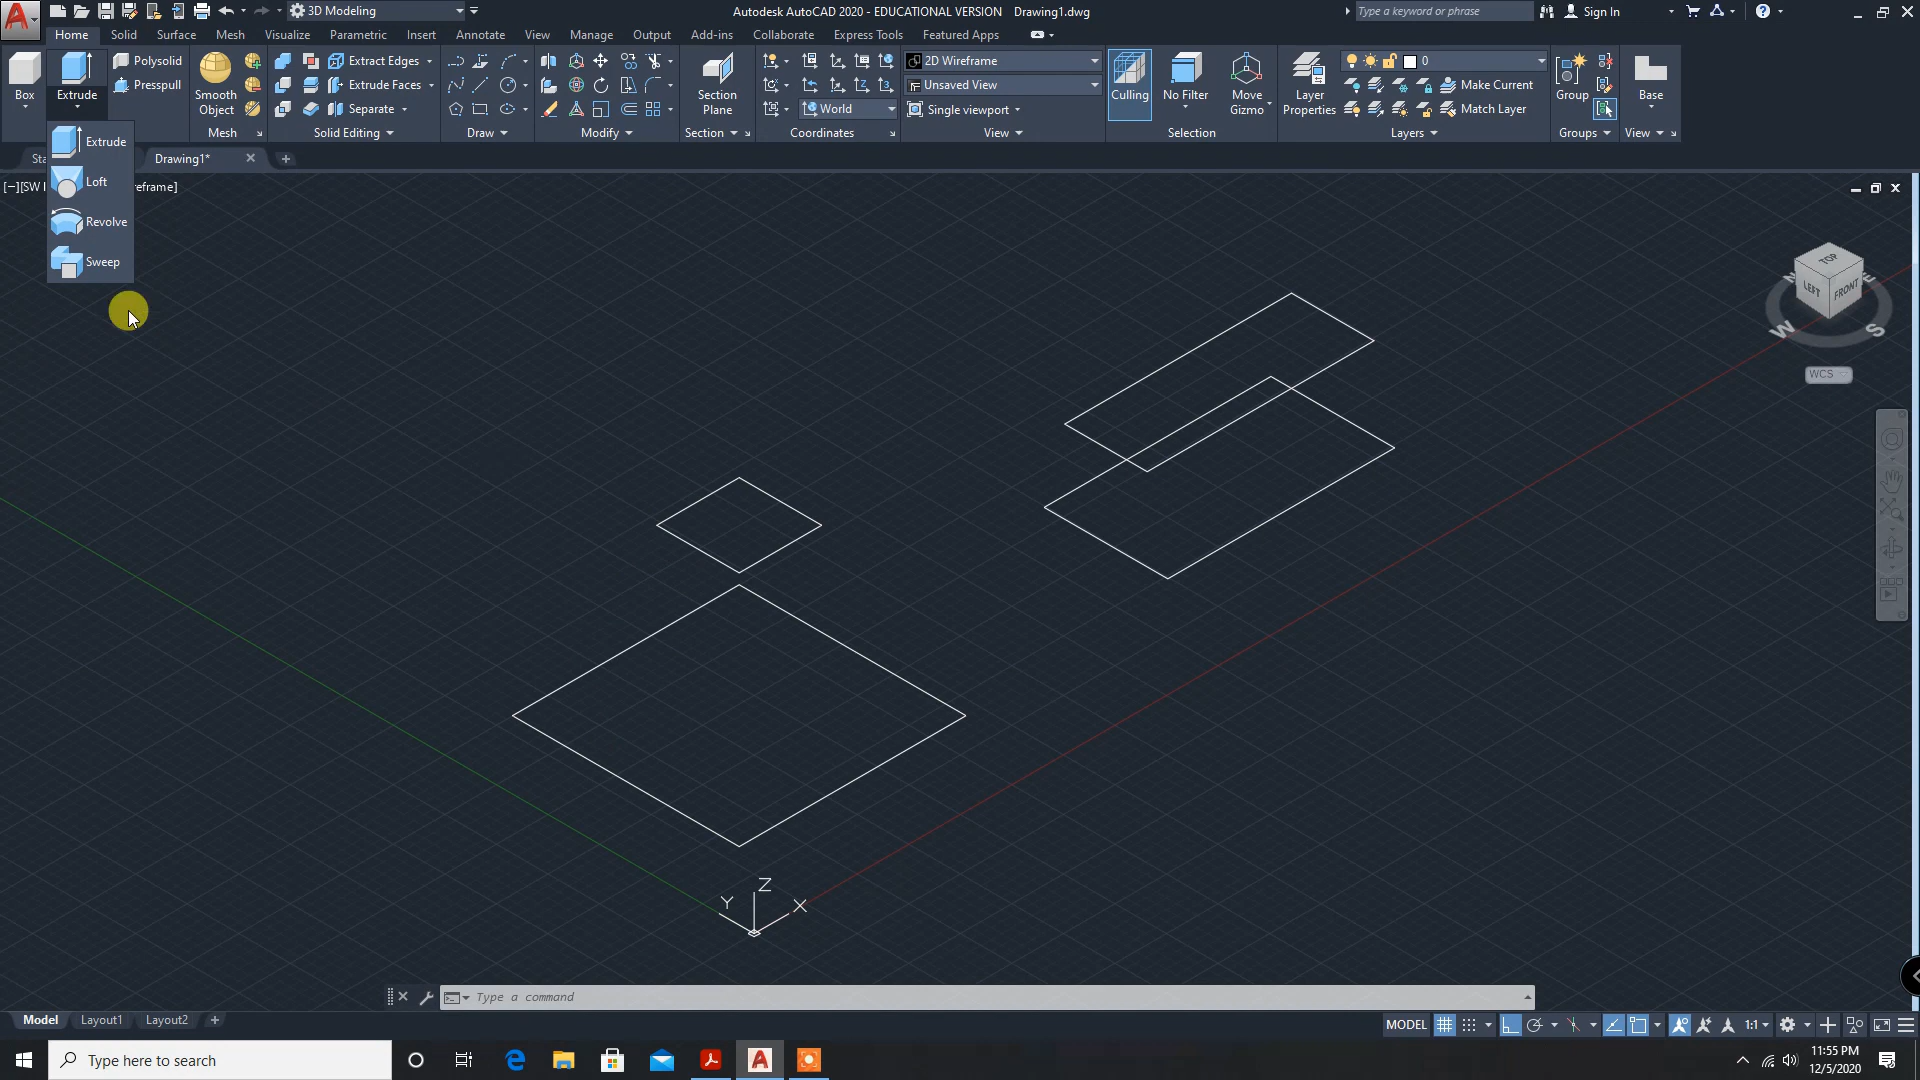 3D Modeling
Autodesk AutoCAD 2020 - EDUCATIONAL VERSION Drawing1.dwg
Type a keyword or phrase
Sign In
Home Solid Surface Mesh Visualize Parametric Insert Annotate View Manage Output Add-ins Collaborate Express Tools Featured Apps
Box
Extrude
Polysolid
Presspull
Smooth
Object
Mesh
Extract Edges
Extrude Faces
Separate
Solid Editing
Draw
Modify
Section
Plane
Section
World
Coordinates
2D Wireframe
Unsaved View
Single viewport
View
Culling
No Filter
Move
Gizmo
Selection
Layer
Properties
0
Make Current
Match Layer
Layers
Group
Groups
Base
View
Extrude
Loft
Revolve
Sweep
Sta
Drawing1*
[−][SW I
reframe]
TOP
LEFT
FRONT
N
E
W
S
WCS
Z
Y
X
Type a command
Model Layout1 Layout2
MODEL
1:1
Type here to search
11:55 PM
12/5/2020